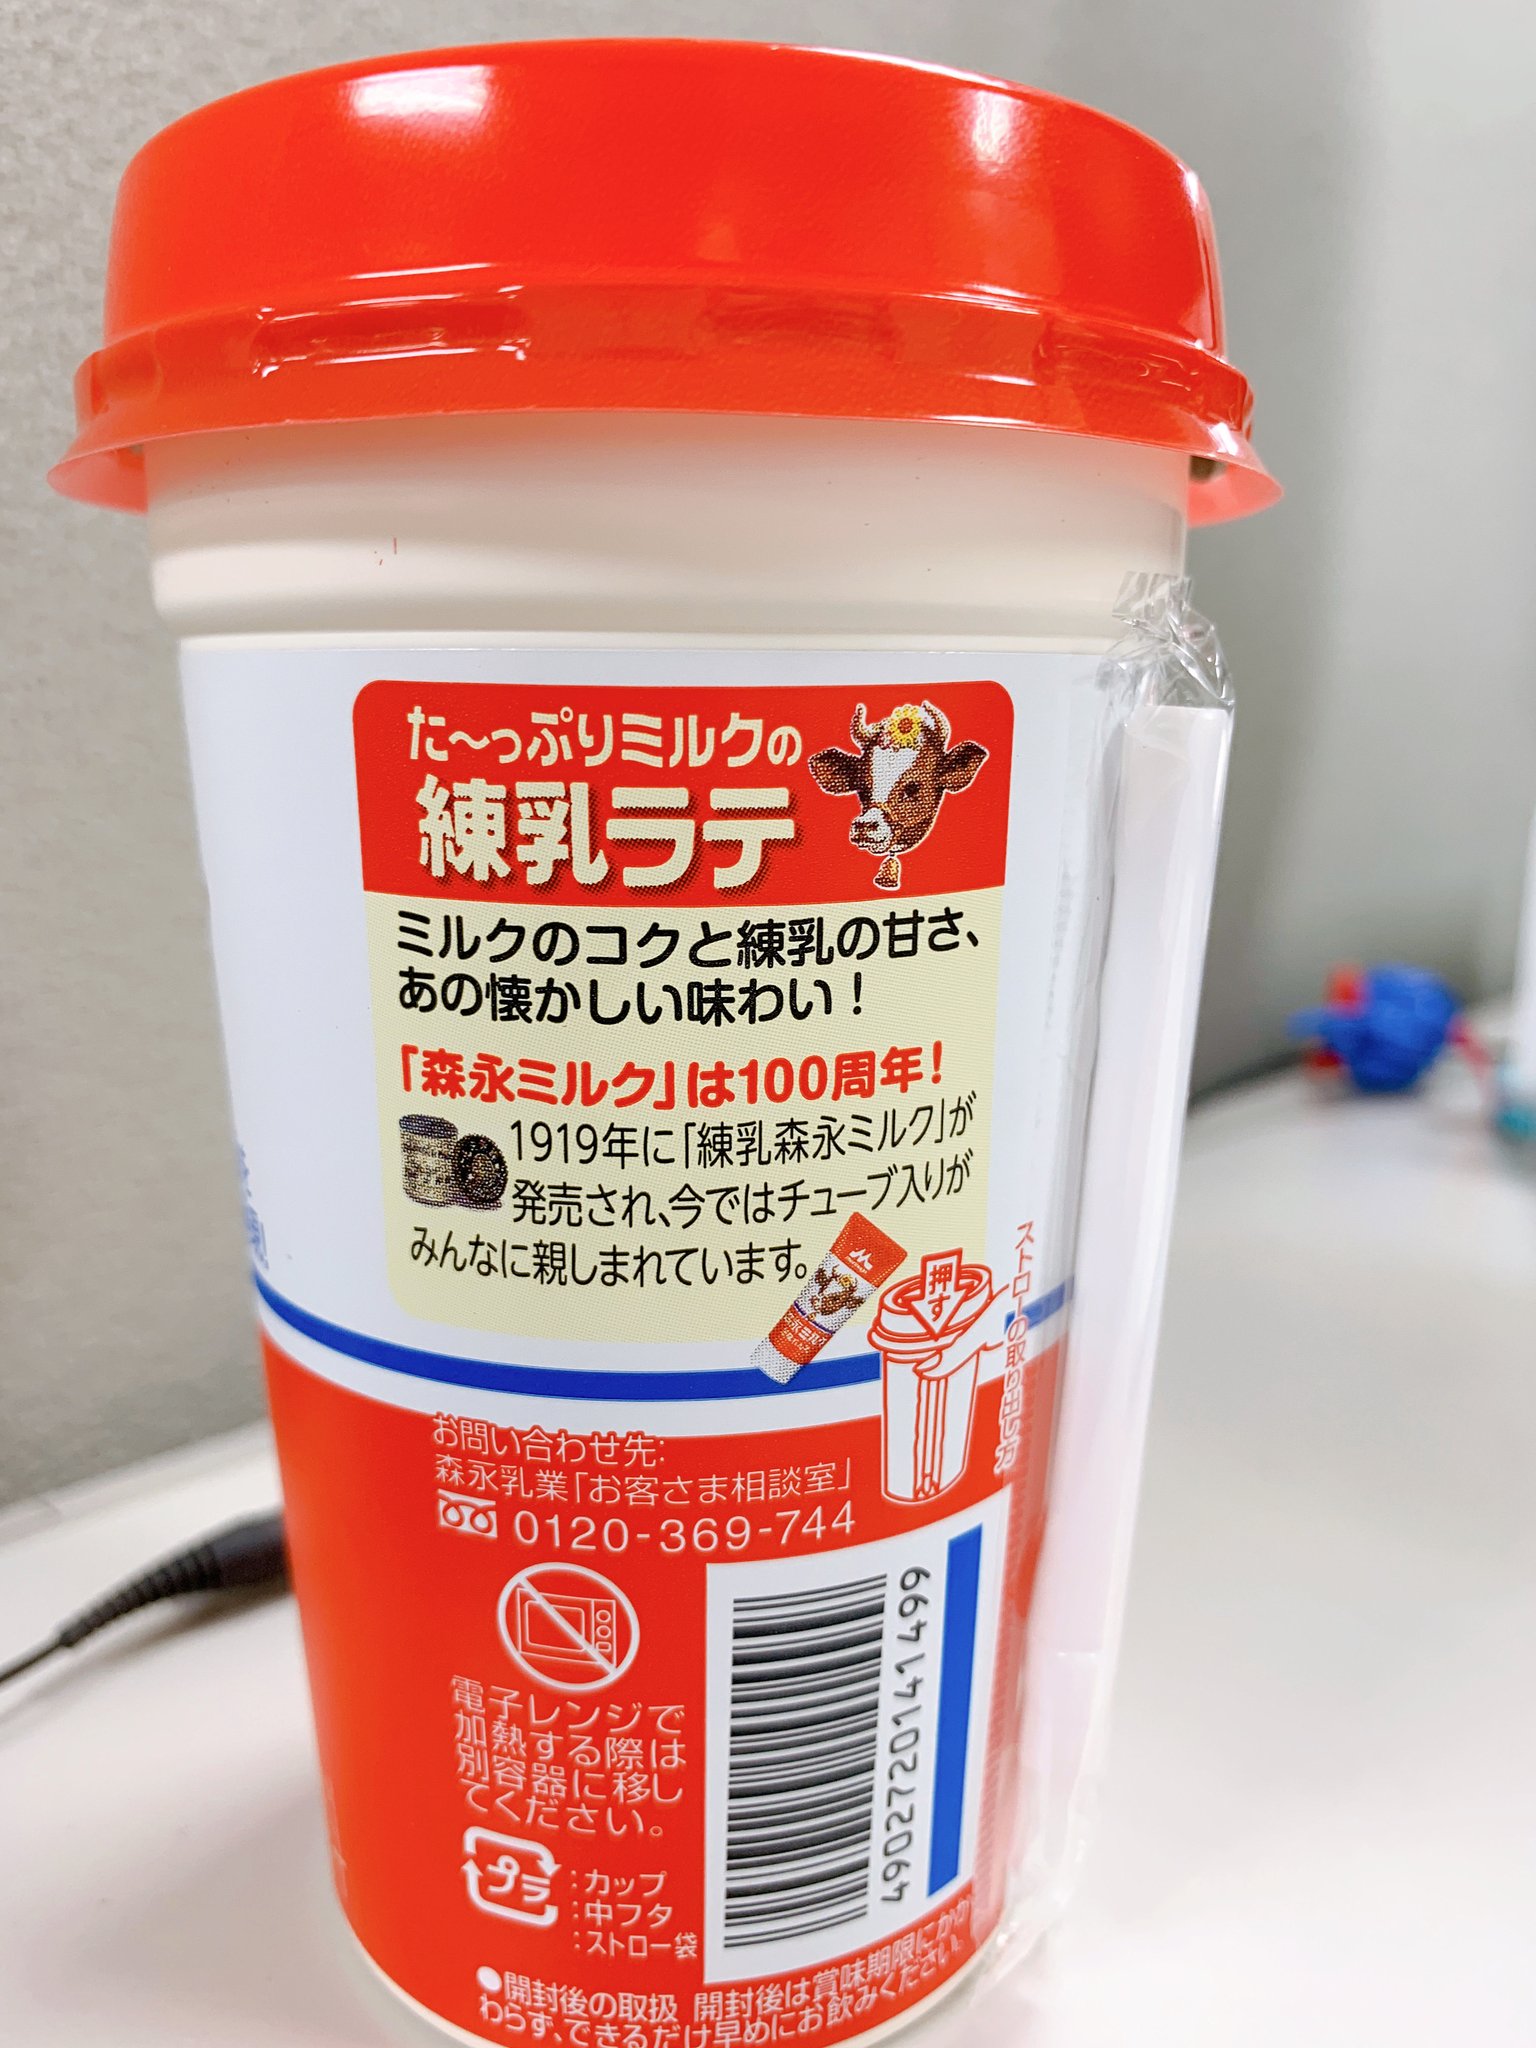 た〜っぷりミルクの
練乳ラテ
ミルクのコクと練乳の甘さ、
あの懐かしい味わい！
「森永ミルク」は100周年！
1919年に「練乳森永ミルク」が
発売され、今ではチューブ入りが
みんなに親しまれています。
押す
ストローの取り出し方
お問い合わせ先:
森永乳業「お客さま相談室」
0120-369-744
電子レンジで
加熱する際は
別容器に移し
てください。
プラ
:カップ
:中フタ
:ストロー袋
4902720141499
●開封後の取扱 開封後は賞味期限にかか
わらず、できるだけ早めにお飲みください。